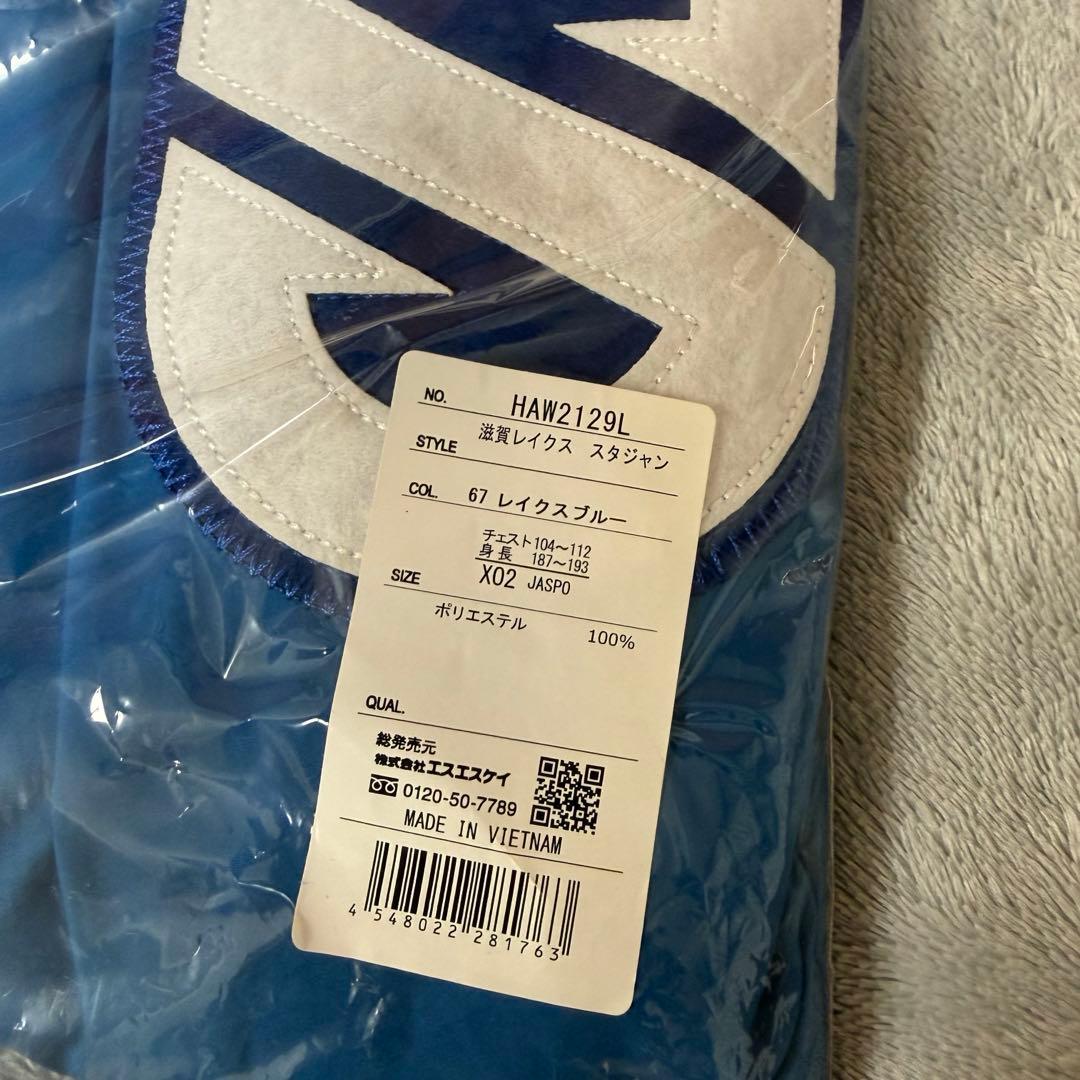 NO. HAW2129L
STYLE 滋賀レイクス スタジャン
COL. 67 レイクスブルー
チェスト104～112
身長 187～193
SIZE X02 JASPO
ポリエステル 100%
QUAL.
総発売元
株式会社エスエスケイ
0120-50-7789
MADE IN VIETNAM
4 548022 281763